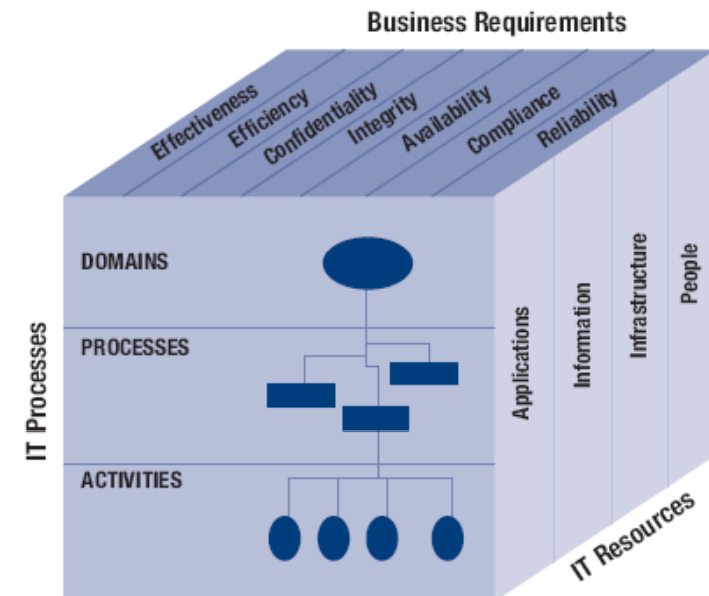 Business Requirements
Effectiveness
Efficiency
Confidentiality
Integrity
Availability
Compliance
Reliability
IT Processes
DOMAINS
PROCESSES
ACTIVITIES
Applications
Information
Infrastructure
People
IT Resources